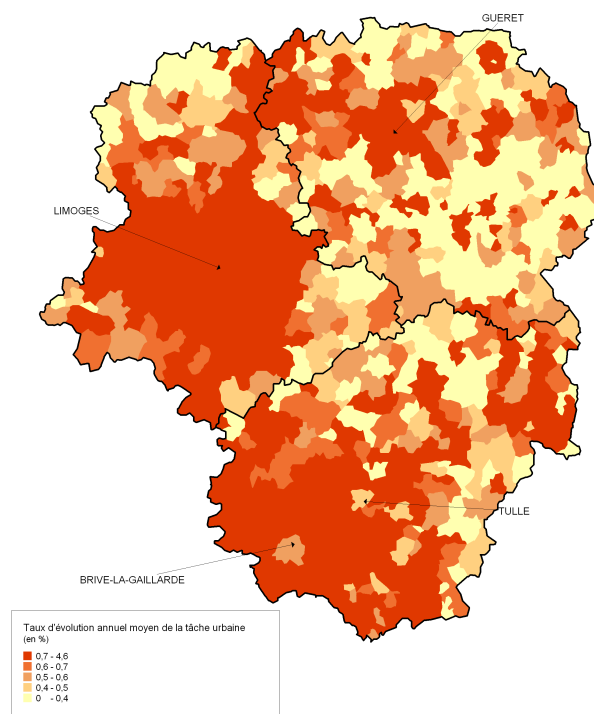 GUERET
LIMOGES
TULLE
BRIVE-LA-GAILLARDE
Taux d'évolution annuel moyen de la tâche urbaine
(en %)
0,7 - 4,6
0,6 - 0,7
0,5 - 0,6
0,4 - 0,5
0 - 0,4